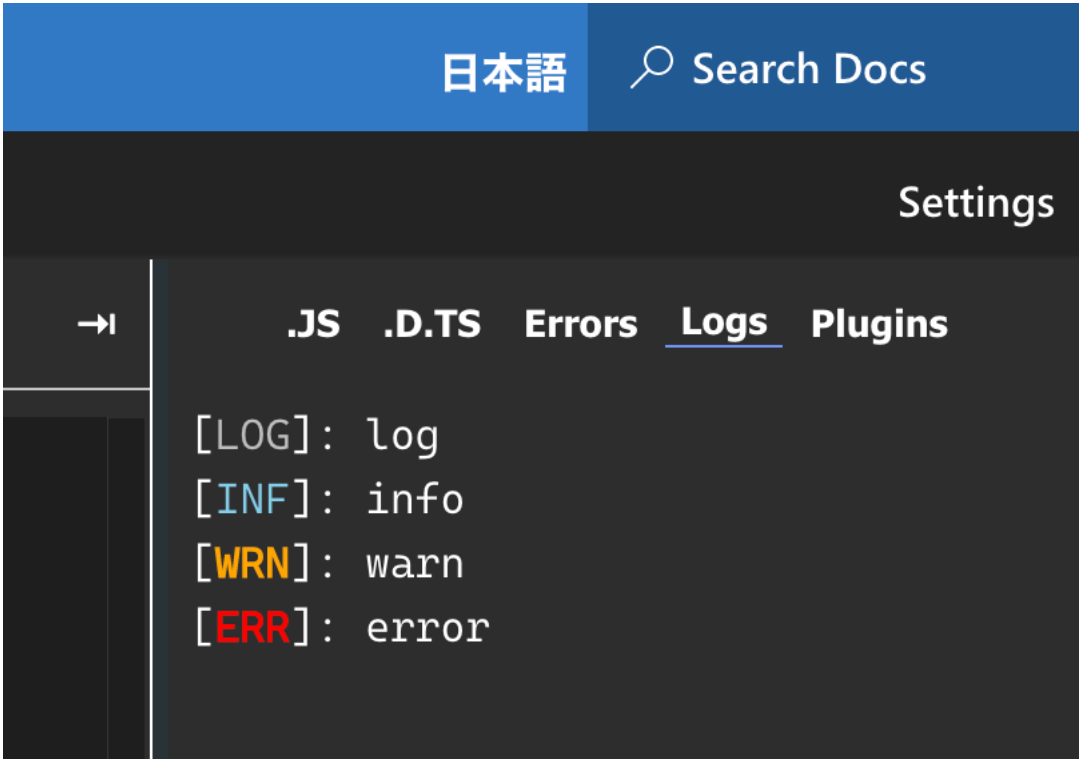 日本語 Search Docs
Settings
.JS .D.TS Errors Logs Plugins
[LOG]: log
[INF]: info
[WRN]: warn
[ERR]: error